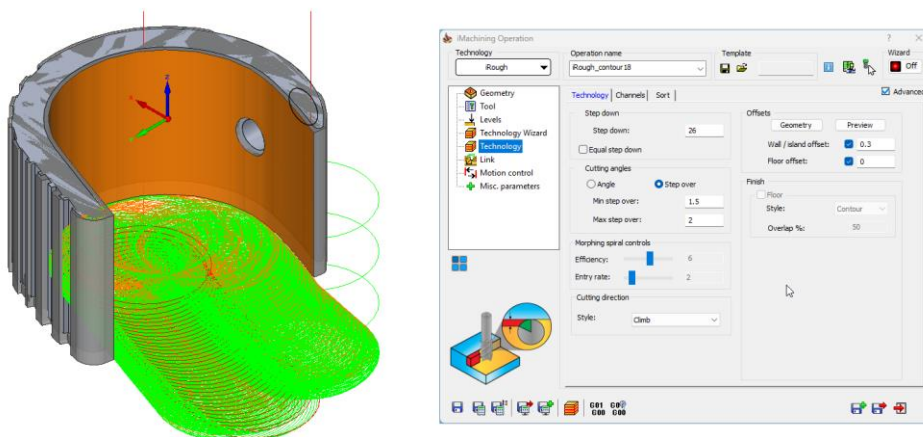 Z
iMachining Operation
? ×
Technology
Operation name
Template
Wizard
iRough
iRough_contour18
Off
Geometry
Tool
Levels
Technology Wizard
Technology
Link
Motion control
Misc. parameters
Technology
Channels
Sort
Advanced
Step down
Step down: 26
Equal step down
Cutting angles
Angle
Step over
Min step over: 1.5
Max step over: 2
Morphing spiral controls
Efficiency: 6
Entry rate: 2
Cutting direction
Style: Climb
Offsets
Geometry
Preview
Wall / island offset: 0.3
Floor offset: 0
Finish
Floor
Style: Contour
Overlap %: 50
G01 G00
G00 G00